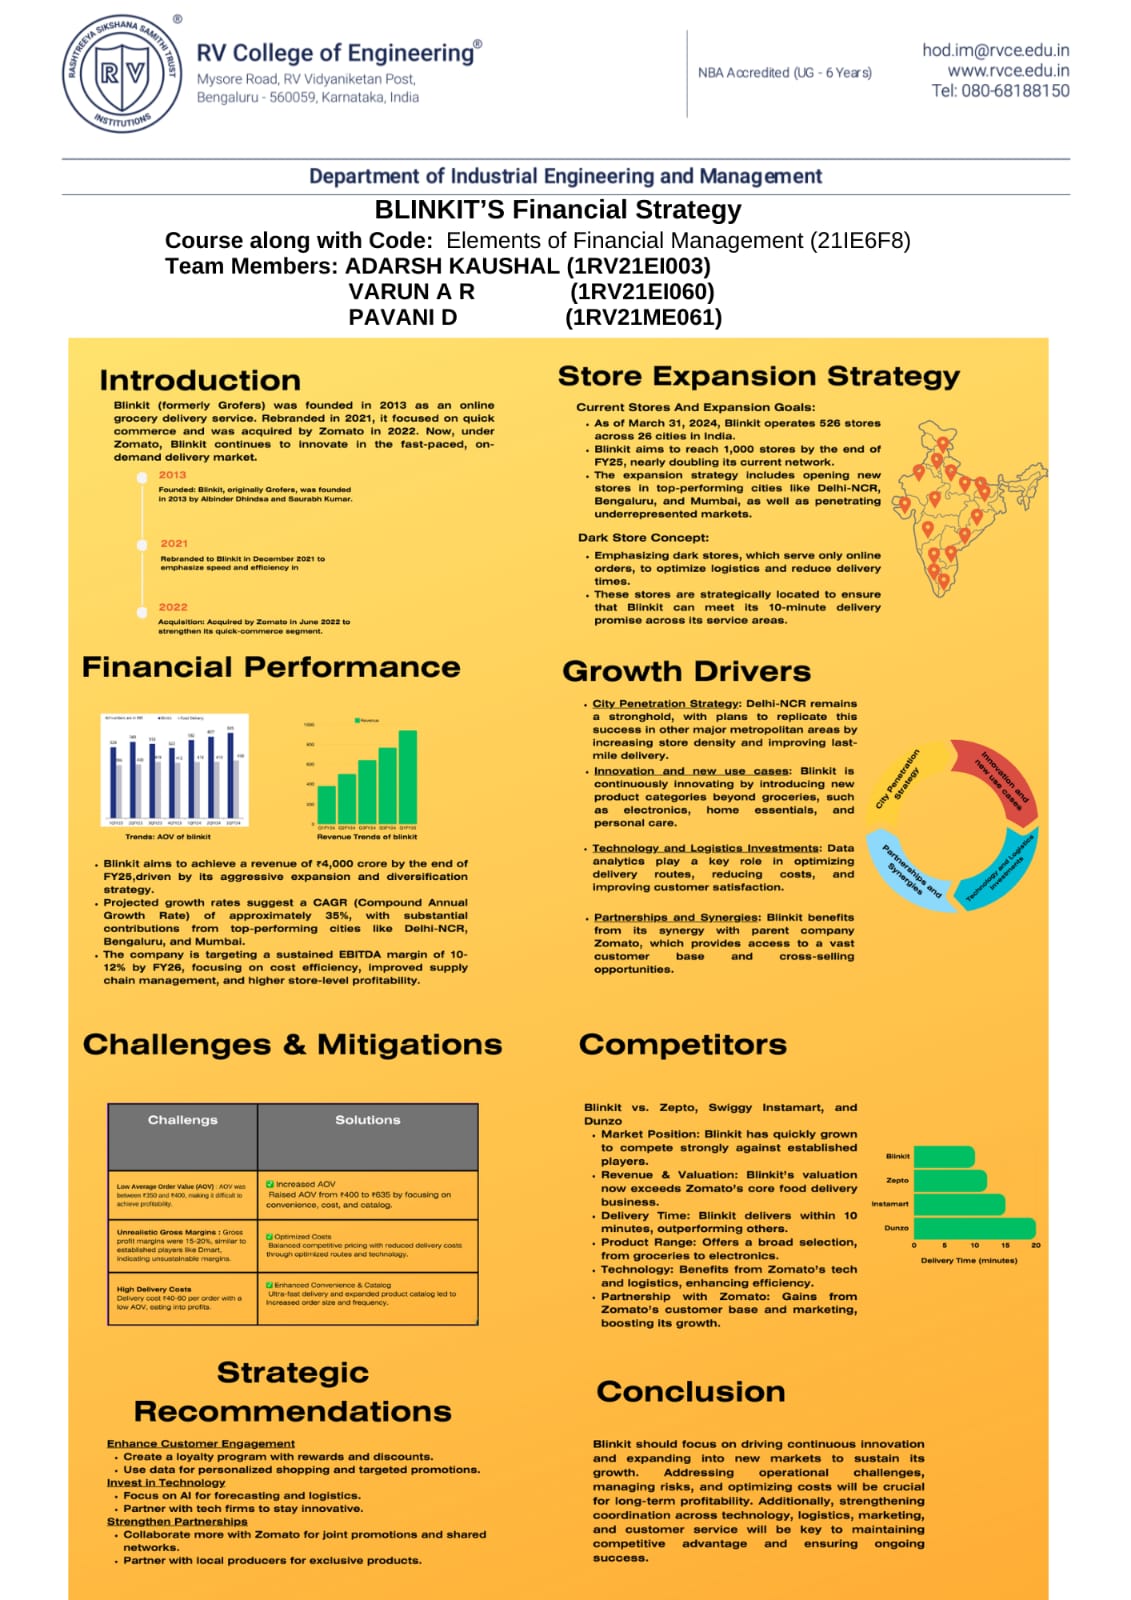 RASHTREEYA SIKSHANA SAMITHI TRUST
RV
INSTITUTIONS
®
RV College of Engineering®
Mysore Road, RV Vidyaniketan Post,
Bengaluru - 560059, Karnataka, India
NBA Accredited (UG - 6 Years)
hod.im@rvce.edu.in
www.rvce.edu.in
Tel: 080-68188150
Department of Industrial Engineering and Management
BLINKIT'S Financial Strategy
Course along with Code: Elements of Financial Management (21IE6F8)
Team Members: ADARSH KAUSHAL (1RV21EI003)
VARUN A R (1RV21EI060)
PAVANI D (1RV21ME061)
Introduction
Blinkit (formerly Grofers) was founded in 2013 as an online
grocery delivery service. Rebranded in 2021, it focused on quick
commerce and was acquired by Zomato in 2022. Now, under
Zomato, Blinkit continues to innovate in the fast-paced, on-
demand delivery market.
2013
Founded: Blinkit, originally Grofers, was founded
in 2013 by Albinder Dhindsa and Saurabh Kumar.
2021
Rebranded to Blinkit in December 2021 to
emphasize speed and efficiency in
2022
Acquisition: Acquired by Zomato in June 2022 to
strengthen its quick-commerce segment.
Store Expansion Strategy
Current Stores And Expansion Goals:
• As of March 31, 2024, Blinkit operates 526 stores
across 26 cities in India.
• Blinkit aims to reach 1,000 stores by the end of
FY25, nearly doubling its current network.
• The expansion strategy includes opening new
stores in top-performing cities like Delhi-NCR,
Bengaluru, and Mumbai, as well as penetrating
underrepresented markets.
Dark Store Concept:
• Emphasizing dark stores, which serve only online
orders, to optimize logistics and reduce delivery
times.
• These stores are strategically located to ensure
that Blinkit can meet its 10-minute delivery
promise across its service areas.
Financial Performance
Blinkit Food Delivery
Trends: AOV of blinkit
Revenue
1000
800
600
400
200
0
Q1FY24 Q2FY24 Q3FY24 Q4FY24 Q1FY25
Revenue Trends of blinkit
• Blinkit aims to achieve a revenue of ₹4,000 crore by the end of
FY25,driven by its aggressive expansion and diversification
strategy.
• Projected growth rates suggest a CAGR (Compound Annual
Growth Rate) of approximately 35%, with substantial
contributions from top-performing cities like Delhi-NCR,
Bengaluru, and Mumbai.
• The company is targeting a sustained EBITDA margin of 10-
12% by FY26, focusing on cost efficiency, improved supply
chain management, and higher store-level profitability.
Growth Drivers
• City Penetration Strategy: Delhi-NCR remains
a stronghold, with plans to replicate this
success in other major metropolitan areas by
increasing store density and improving last-
mile delivery.
• Innovation and new use cases: Blinkit is
continuously innovating by introducing new
product categories beyond groceries, such
as electronics, home essentials, and
personal care.
• Technology and Logistics Investments: Data
analytics play a key role in optimizing
delivery routes, reducing costs, and
improving customer satisfaction.
• Partnerships and Synergies: Blinkit benefits
from its synergy with parent company
Zomato, which provides access to a vast
customer base and cross-selling
opportunities.
City Penetration
Strategy
Innovation and
new use cases
Technology and Logistics
Investments
Partnerships and
Synergies
Challenges & Mitigations
Challengs
Solutions
Low Average Order Value (AOV) : AOV was
between ₹350 and ₹400, making it difficult to
achieve profitability.
✅ Increased AOV
Raised AOV from ₹400 to ₹635 by focusing on
convenience, cost, and catalog.
Unrealistic Gross Margins : Gross
profit margins were 15-20%, similar to
established players like Dmart,
indicating unsustainable margins.
✅ Optimized Costs
Balanced competitive pricing with reduced delivery costs
through optimized routes and technology.
High Delivery Costs
Delivery cost ₹40-60 per order with a
low AOV, eating into profits.
✅ Enhanced Convenience & Catalog
Ultra-fast delivery and expanded product catalog led to
increased order size and frequency.
Competitors
Blinkit vs. Zepto, Swiggy Instamart, and
Dunzo
• Market Position: Blinkit has quickly grown
to compete strongly against established
players.
• Revenue & Valuation: Blinkit's valuation
now exceeds Zomato's core food delivery
business.
• Delivery Time: Blinkit delivers within 10
minutes, outperforming others.
• Product Range: Offers a broad selection,
from groceries to electronics.
• Technology: Benefits from Zomato's tech
and logistics, enhancing efficiency.
• Partnership with Zomato: Gains from
Zomato's customer base and marketing,
boosting its growth.
Blinkit
Zepto
Instamart
Dunzo
0 5 10 15 20
Delivery Time (minutes)
Strategic
Recommendations
Enhance Customer Engagement
• Create a loyalty program with rewards and discounts.
• Use data for personalized shopping and targeted promotions.
Invest in Technology
• Focus on AI for forecasting and logistics.
• Partner with tech firms to stay innovative.
Strengthen Partnerships
• Collaborate more with Zomato for joint promotions and shared
networks.
• Partner with local producers for exclusive products.
Conclusion
Blinkit should focus on driving continuous innovation
and expanding into new markets to sustain its
growth. Addressing operational challenges,
managing risks, and optimizing costs will be crucial
for long-term profitability. Additionally, strengthening
coordination across technology, logistics, marketing,
and customer service will be key to maintaining
competitive advantage and ensuring ongoing
success.